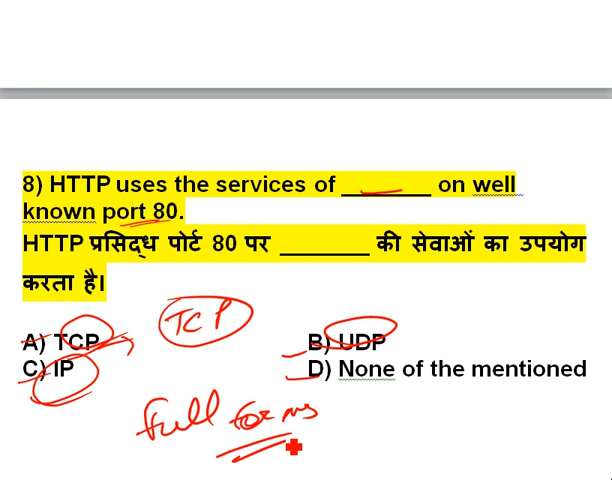 8) HTTP uses the services of ________ on well
known port 80.
HTTP प्रसिद्ध पोर्ट 80 पर ________ की सेवाओं का उपयोग
करता है।
TCP
A) TCP B) UDP
C) IP D) None of the mentioned
full forms